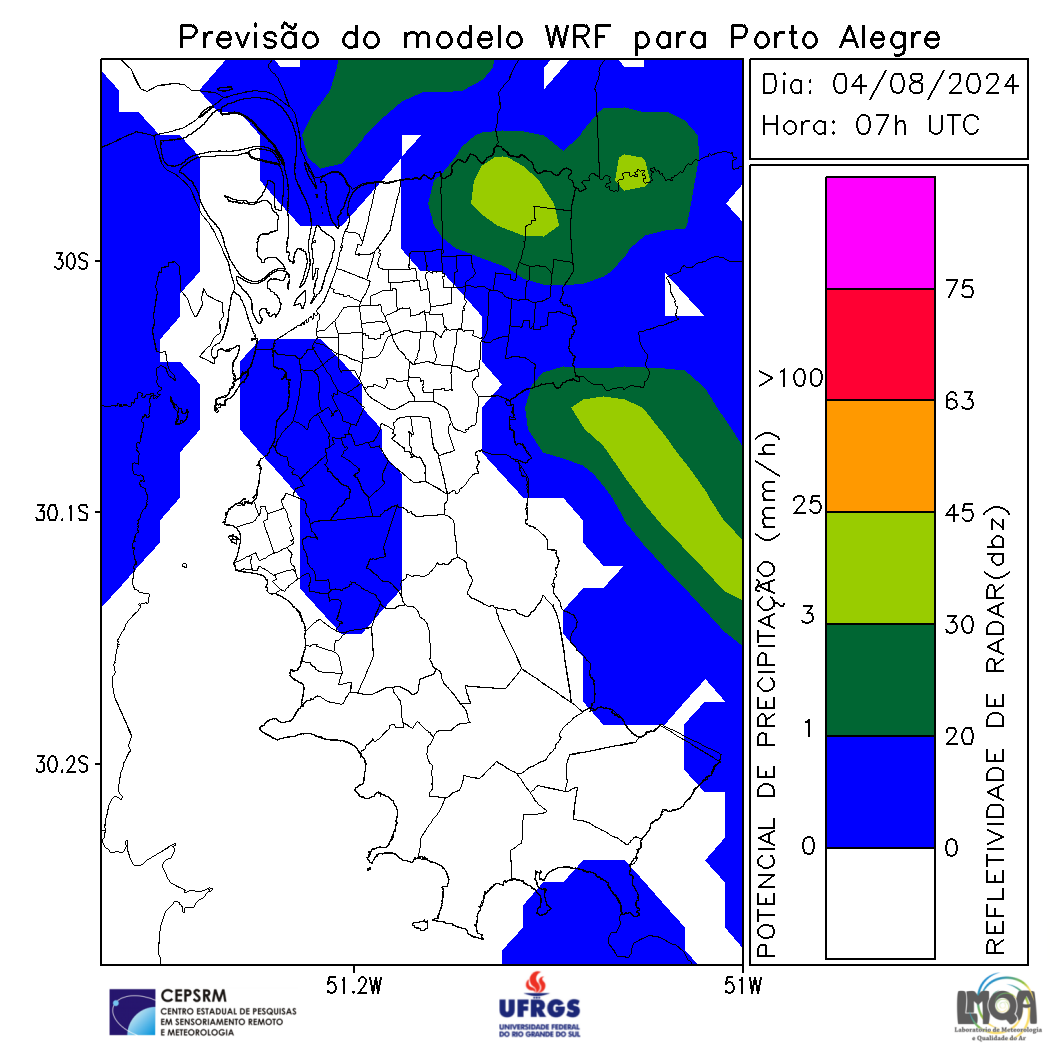 Previsão do modelo WRF para Porto Alegre
Dia: 04/08/2024
Hora: 07h UTC
30S
30.1S
30.2S
51.2W
51W
POTENCIAL DE PRECIPITAÇÃO (mm/h)
>100
25
3
1
0
75
63
45
30
20
0
REFLETIVIDADE DE RADAR(dbz)
CEPSRM
CENTRO ESTADUAL DE PESQUISAS
EM SENSORIAMENTO REMOTO
E METEOROLOGIA
UFRGS
UNIVERSIDADE FEDERAL
DO RIO GRANDE DO SUL
LMQA
Laboratório de Meteorologia
e Qualidade do Ar